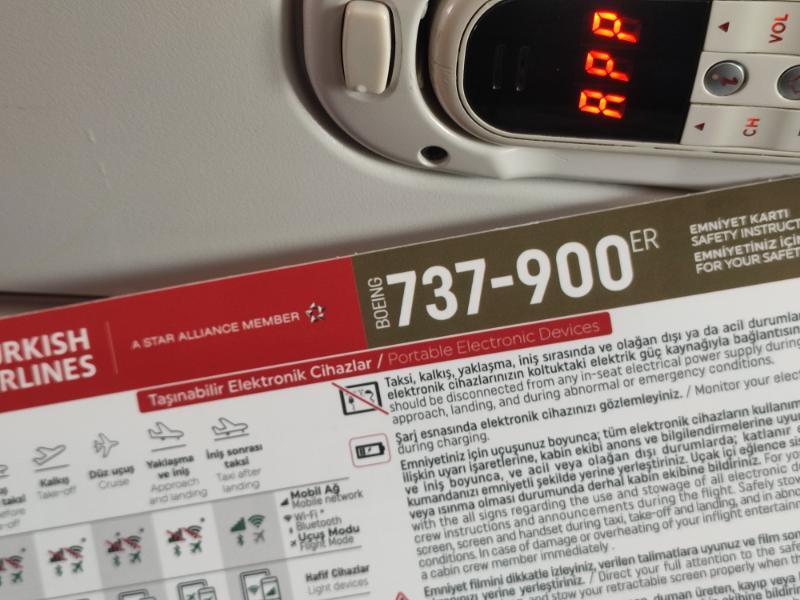 VOL
CH
EMNİYET KARTI
SAFETY INSTRUCT
EMNİYETİNİZ İÇİN
FOR YOUR SAFET
BOEING 737-900ER
URKISH
RLINES
A STAR ALLIANCE MEMBER
Taşınabilir Elektronik Cihazlar / Portable Electronic Devices
Taksi, kalkış, yaklaşma, iniş sırasında ve olağan dışı ya da acil durumlar
elektronik cihazlarınızın koltuktaki elektrik güç kaynağıyla bağlantısın
should be disconnected from any in-seat electrical power supply during
approach, landing, and during abnormal or emergency conditions.
Şarj esnasında elektronik cihazınızı gözlemleyiniz. / Monitor your elect
during charging.
Emniyetiniz için uçuşunuz boyunca; tüm elektronik cihazların kullanım
ilişkin uyarı işaretlerine, kabin ekibi anons ve bilgilendirmelerine uyu
ve iniş boyunca, ve acil veya olağan dışı durumlarda; katlanır e
kumandanızı emniyetli şekilde yerine yerleştiriniz. Uçak içi eğlence sis
veya ısınma olması durumunda derhal kabin ekibine bildiriniz. For you
with the all signs regarding the use and stowage of all electronic d
crew instructions and announcements during the flight. Safely stow
screen, screen and handset during taxi, take-off and landing, and in abno
conditions. In case of damage or overheating of your inflight entertain
a cabin crew member immediately.
Emniyet filmini dikkatle izleyiniz, verilen talimatlara uyunuz ve film son
yerine yerleştiriniz. / Direct your full attention to the safe
and stow your retractable screen properly when th
Kalkış
Take-off
Düz uçuş
Cruise
Yaklaşma
ve iniş
Approach
and landing
İniş sonrası
taksi
Taxi after
landing
Mobil Ağ
Mobile network
Wi-Fi *
Bluetooth
Uçuş Modu
Flight Mode
Hafif Cihazlar
Light devices